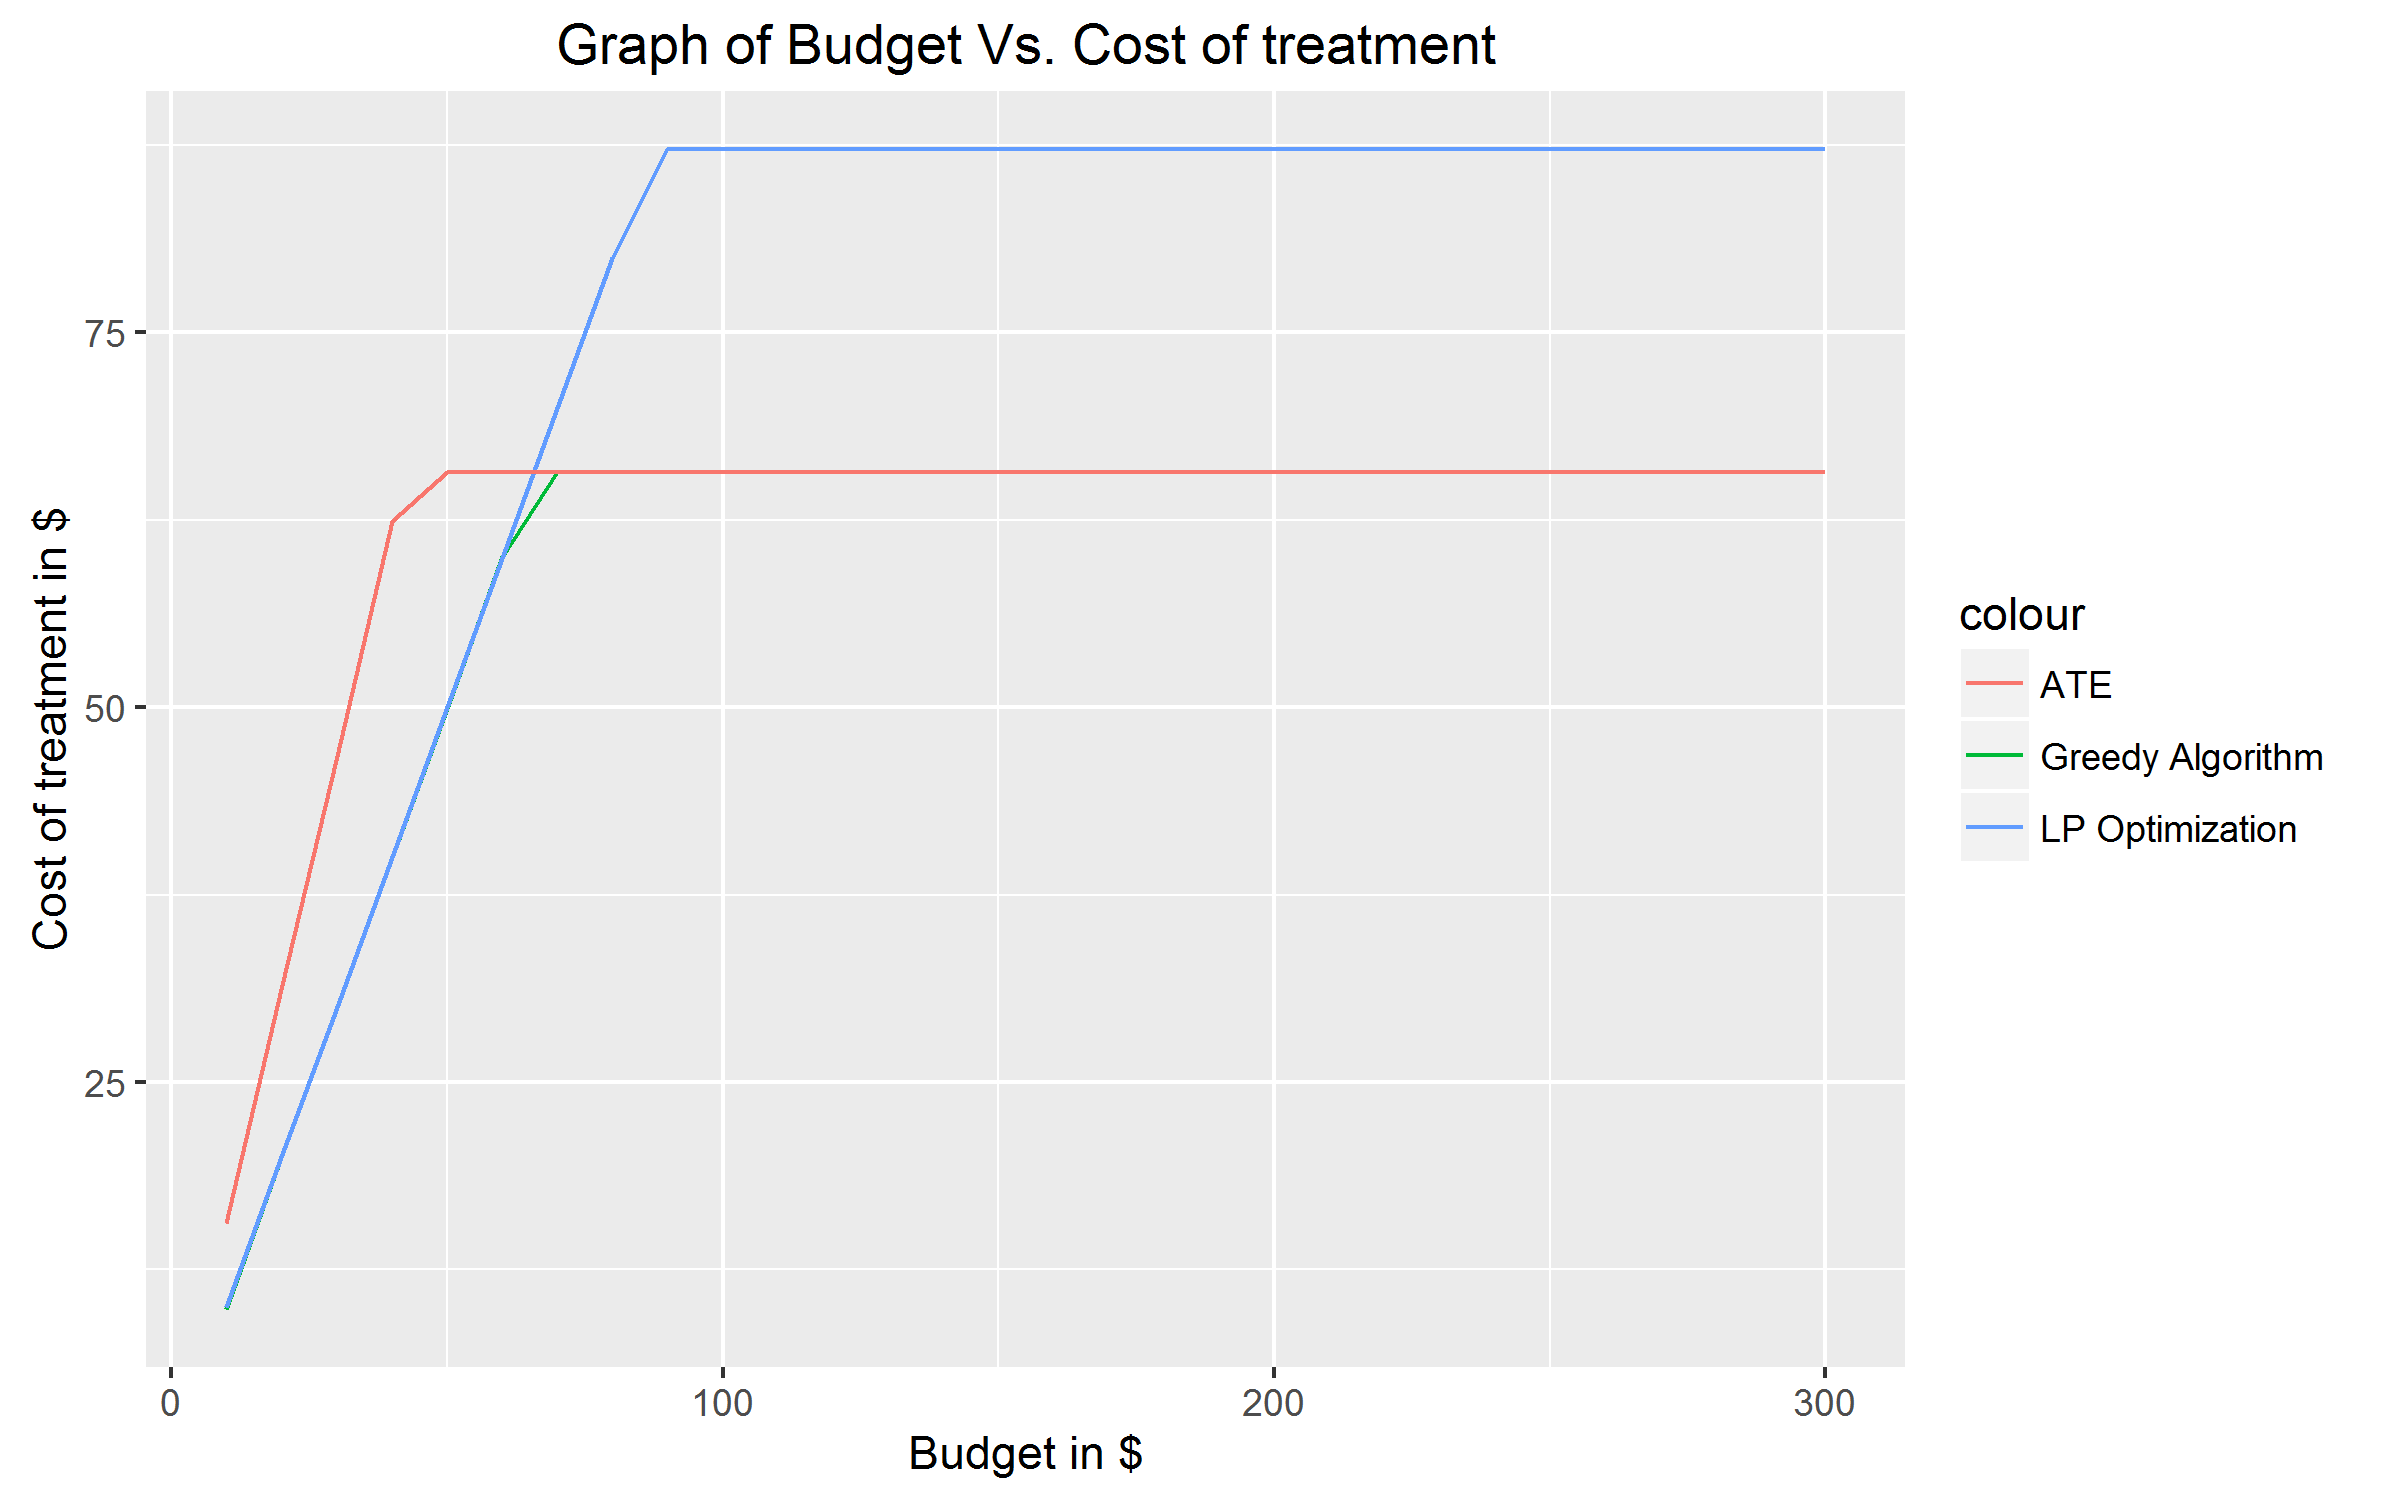 Graph of Budget Vs. Cost of treatment
Cost of treatment in $
75
50
25
0
100
200
300
Budget in $
colour
ATE
Greedy Algorithm
LP Optimization